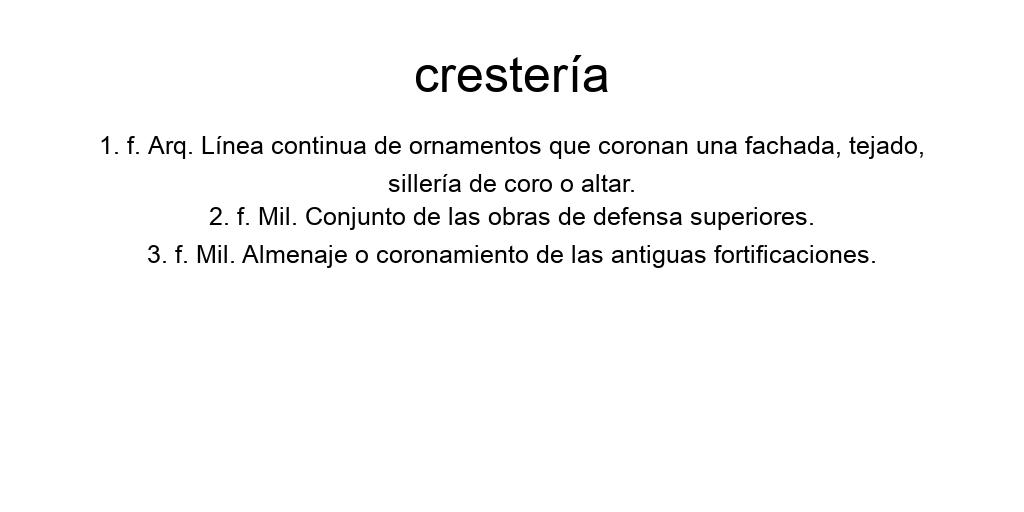 crestería
1. f. Arq. Línea continua de ornamentos que coronan una fachada, tejado,
sillería de coro o altar.
2. f. Mil. Conjunto de las obras de defensa superiores.
3. f. Mil. Almenaje o coronamiento de las antiguas fortificaciones.